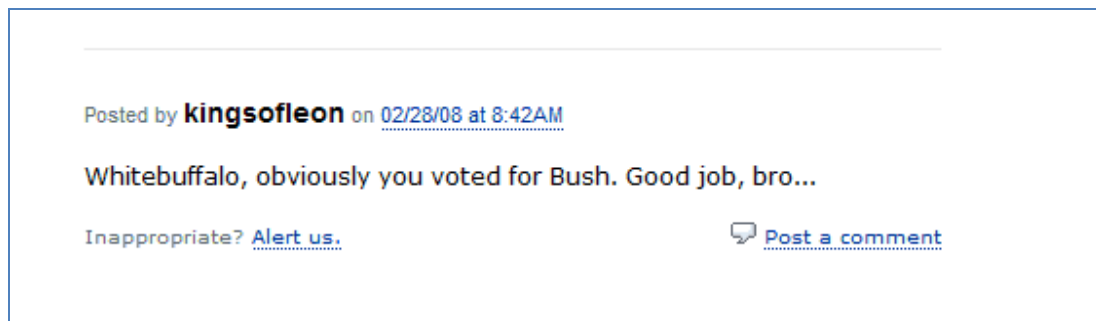 Posted by kingsofleon on 02/28/08 at 8:42AM
Whitebuffalo, obviously you voted for Bush. Good job, bro...
Inappropriate? Alert us. Post a comment